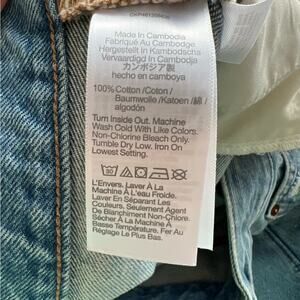 Made In Cambodia
Fabriqué Au Cambodge
Hergestellt In Kambodscha
Vervaardigd In Cambodja
カンボジア製
hecho en camboya
100% Cotton /Coton/
Baumwolle /Katoen /綿 /
algodón
Turn Inside Out. Machine
Wash Cold With Like Colors.
Non-Chlorine Bleach Only.
Tumble Dry Low. Iron On
Lowest Setting.
L'Envers. Laver À La
Machine À L'eau Froide.
Laver En Séparant Les
Couleurs. Seulement Agent
De Blanchiment Non-Chlore.
Sécher À La Machine À
Basse Température. Fer Au
Réglage Le Plus Bas.